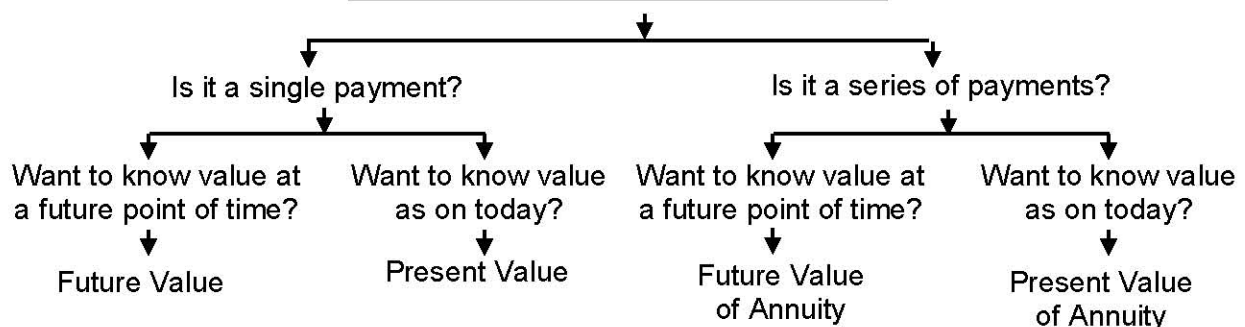 Is it a single payment?
Is it a series of payments?
Want to know value at
a future point of time?
Want to know value
as on today?
Want to know value at
a future point of time?
Want to know value
as on today?
Future Value
Present Value
Future Value
of Annuity
Present Value
of Annuity